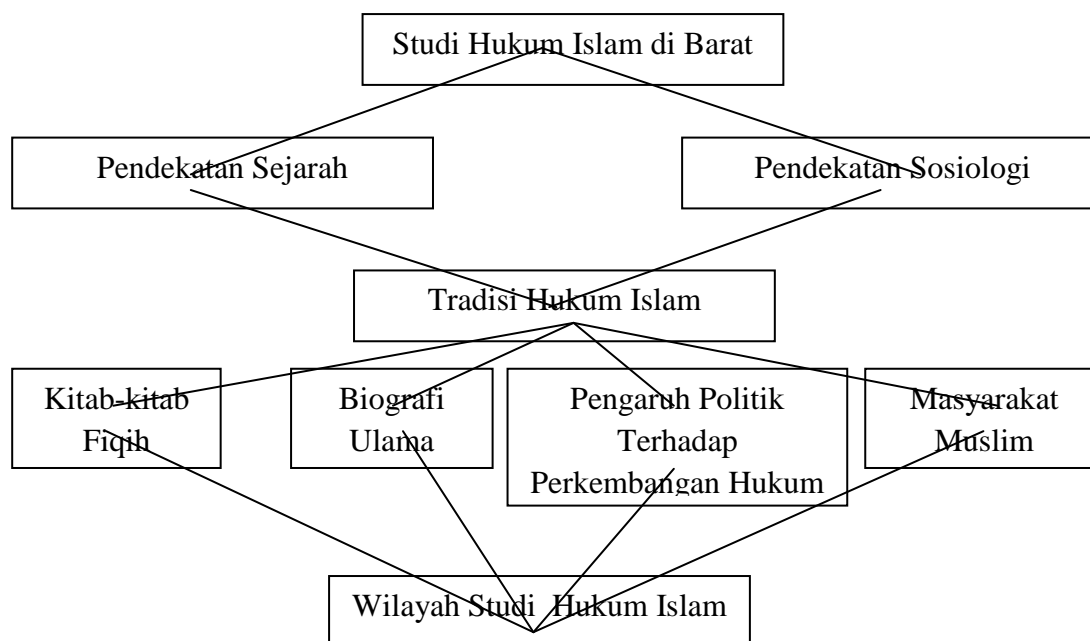 Studi Hukum Islam di Barat
Pendekatan Sejarah
Pendekatan Sosiologi
Tradisi Hukum Islam
Kitab-kitab
Fiqih
Biografi
Ulama
Pengaruh Politik
Terhadap
Perkembangan Hukum
Masyarakat
Muslim
Wilayah Studi Hukum Islam